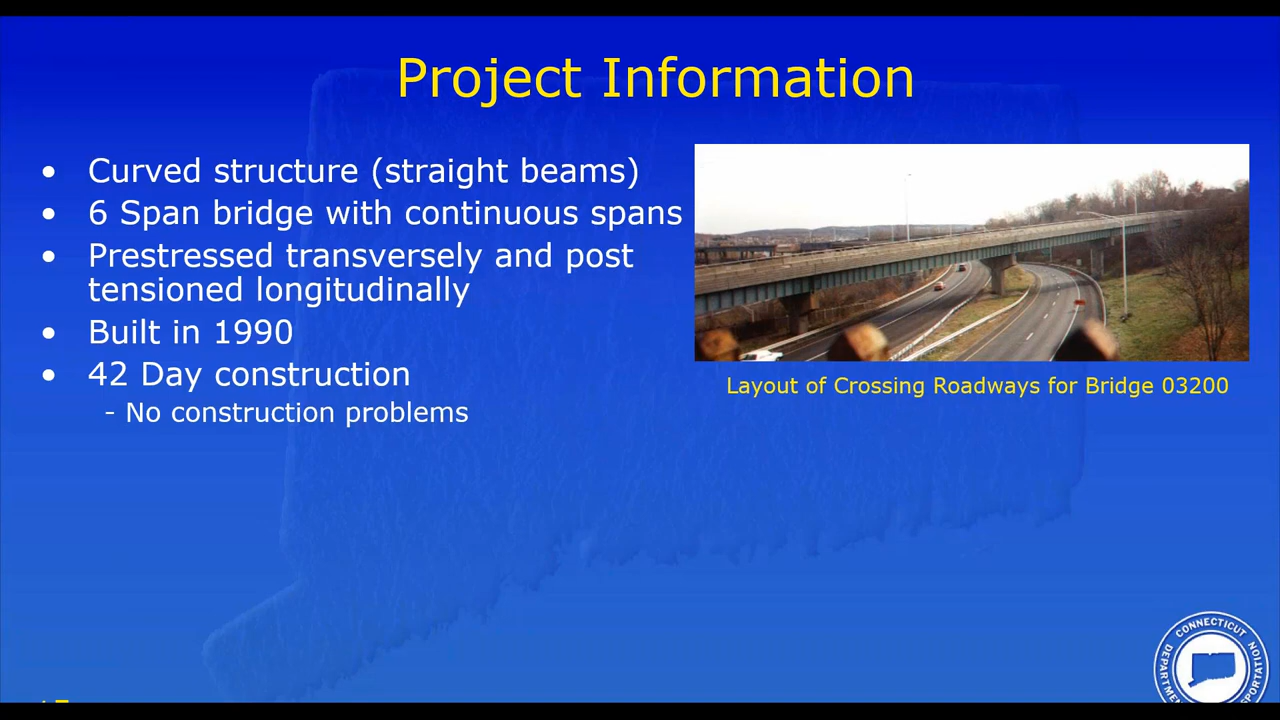 Project Information
• Curved structure (straight beams)
• 6 Span bridge with continuous spans
• Prestressed transversely and post
tensioned longitudinally
• Built in 1990
• 42 Day construction
- No construction problems
Layout of Crossing Roadways for Bridge 03200
CONNECTICUT